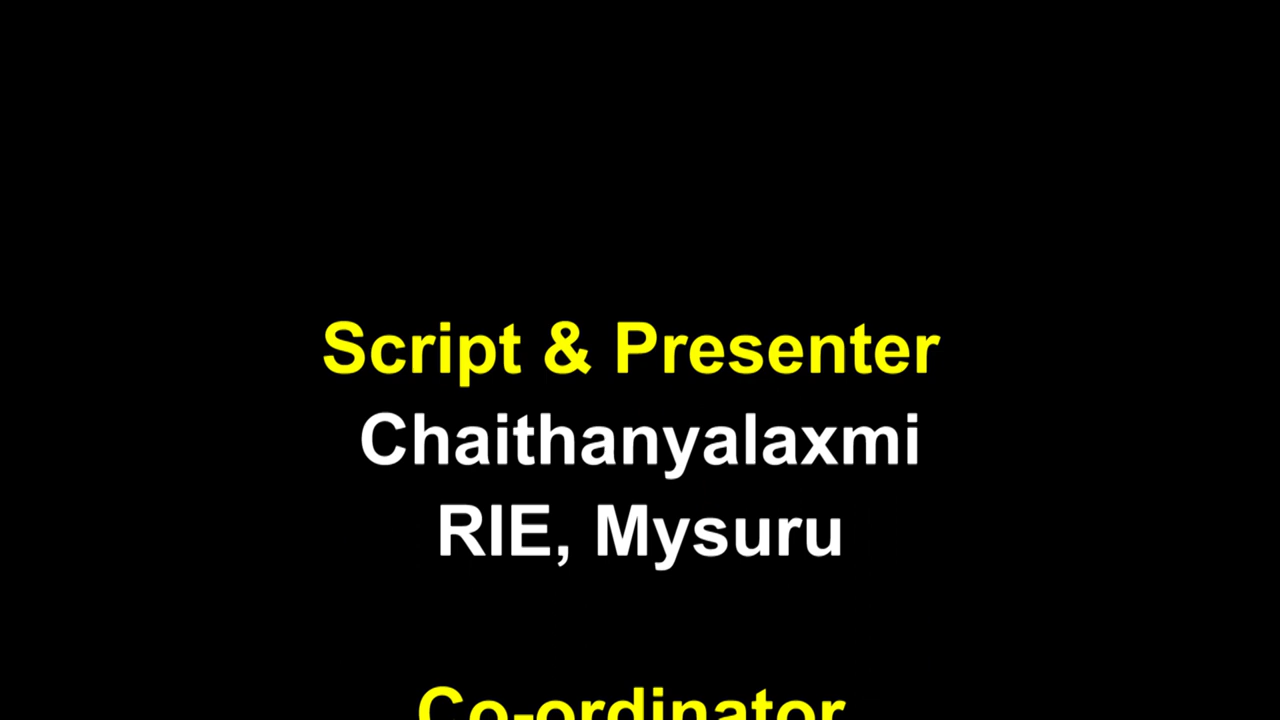 Script & Presenter
Chaithanyalaxmi
RIE, Mysuru
Co-ordinator